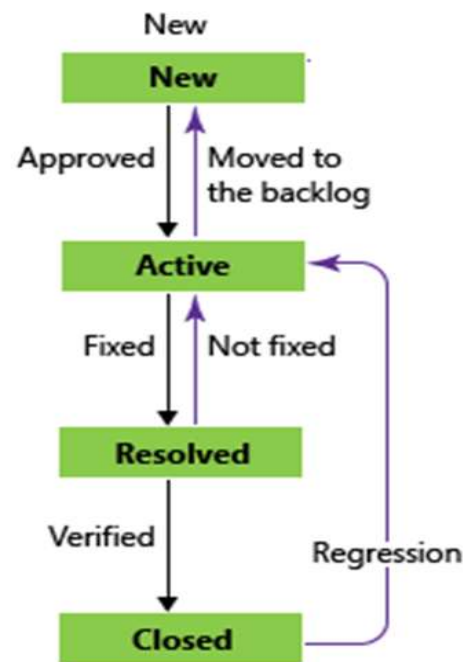 New
New
Approved
Moved to
the backlog
Active
Fixed
Not fixed
Resolved
Verified
Regression
Closed